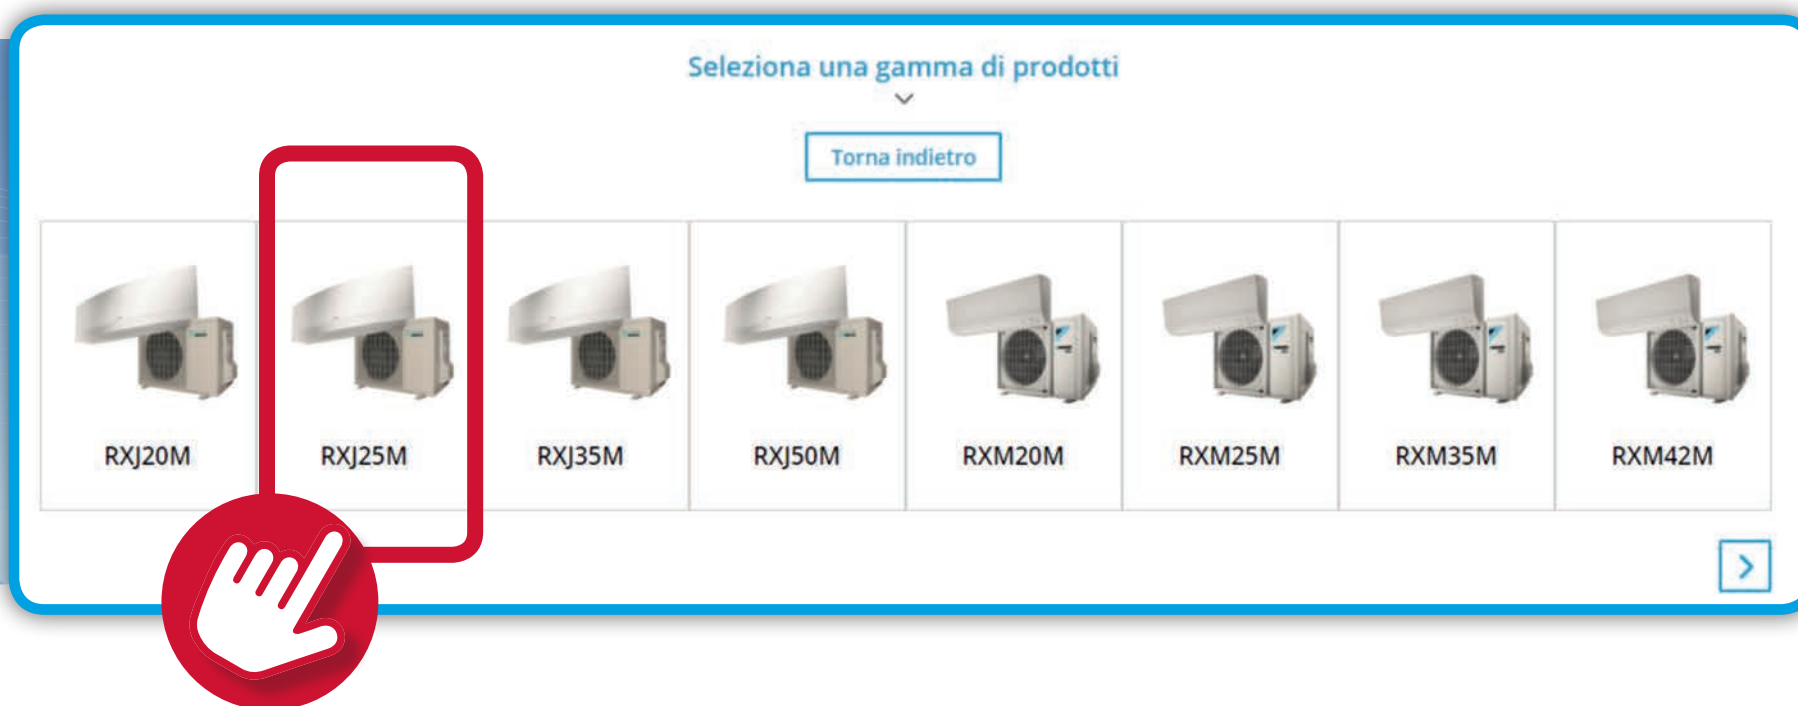 Seleziona una gamma di prodotti
Torna indietro
RXJ20M
RXJ25M
RXJ35M
RXJ50M
RXM20M
RXM25M
RXM35M
RXM42M